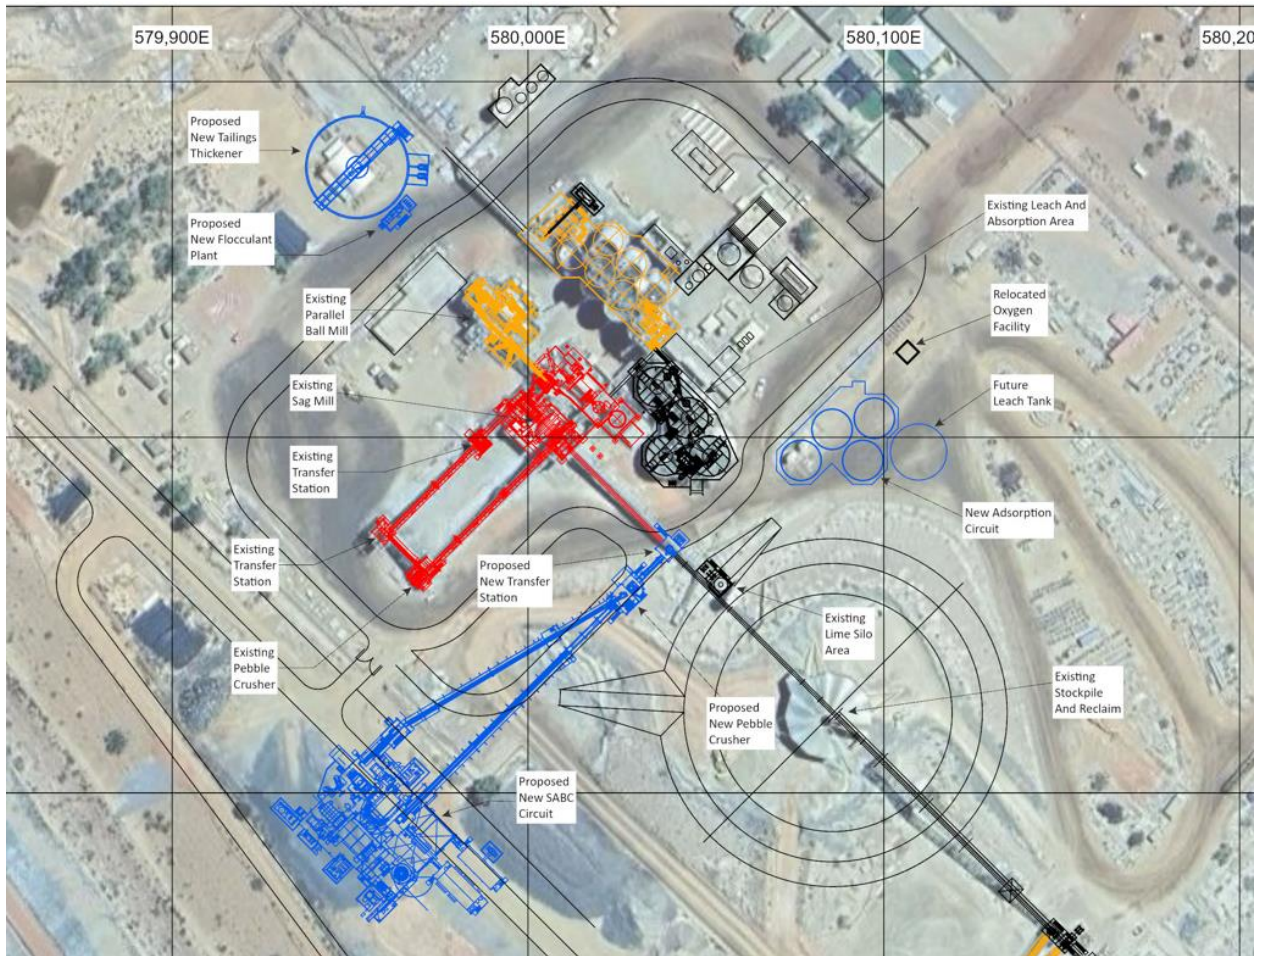 579,900E
580,000E
580,100E
580,20
Proposed
New Tailings
Thickener
Proposed
New Flocculant
Plant
Existing Leach And
Absorption Area
Existing
Parallel
Ball Mill
Relocated
Oxygen
Facility
Existing
Sag Mill
Future
Leach Tank
Existing
Transfer
Station
New Adsorption
Circuit
Existing
Transfer
Station
Proposed
New Transfer
Station
Existing
Lime Silo
Area
Existing
Pebble
Crusher
Existing
Stockpile
And Reclaim
Proposed
New Pebble
Crusher
Proposed
New SABC
Circuit